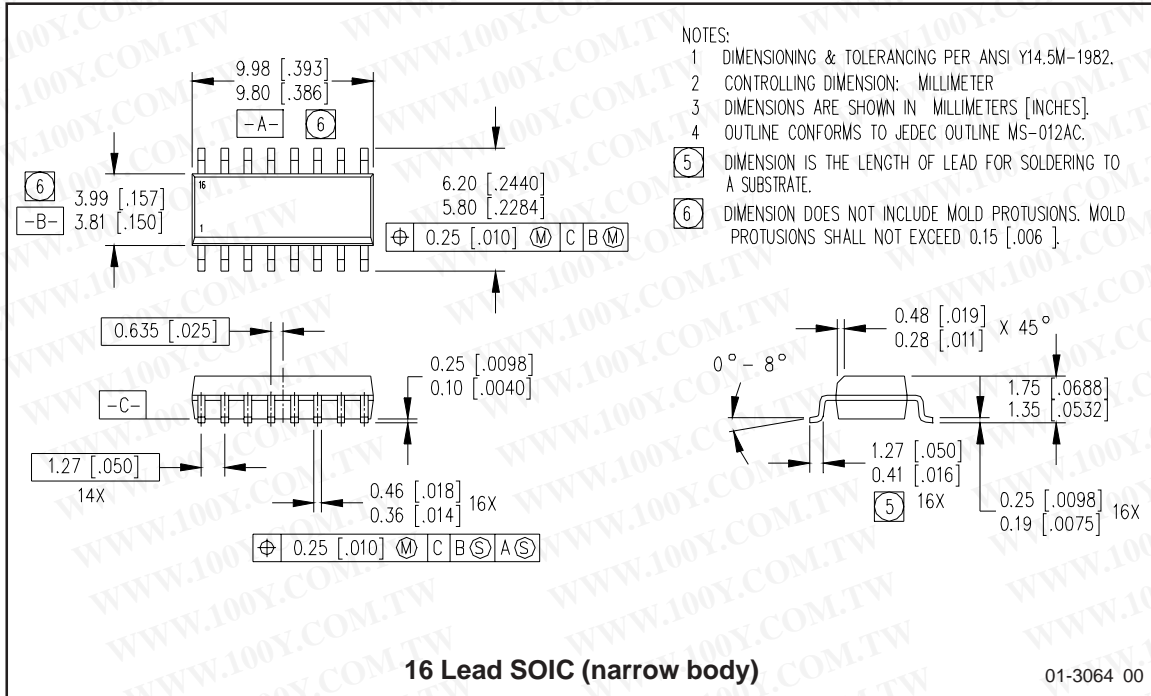 9.98 [.393]
9.80 [.386]
-A- 6
6
3.99 [.157]
-B- 3.81 [.150]
16
1
6.20 [.2440]
5.80 [.2284]
⌖ 0.25 [.010] Ⓜ C B Ⓜ
NOTES:
1 DIMENSIONING & TOLERANCING PER ANSI Y14.5M-1982.
2 CONTROLLING DIMENSION: MILLIMETER
3 DIMENSIONS ARE SHOWN IN MILLIMETERS [INCHES].
4 OUTLINE CONFORMS TO JEDEC OUTLINE MS-012AC.
5 DIMENSION IS THE LENGTH OF LEAD FOR SOLDERING TO
A SUBSTRATE.
6 DIMENSION DOES NOT INCLUDE MOLD PROTUSIONS. MOLD
PROTUSIONS SHALL NOT EXCEED 0.15 [.006 ].
0.635 [.025]
0.25 [.0098]
0.10 [.0040]
-C-
1.27 [.050]
14X
0.46 [.018]
0.36 [.014] 16X
⌖ 0.25 [.010] Ⓜ C B Ⓢ A Ⓢ
0.48 [.019]
0.28 [.011] X 45°
0° - 8°
1.75 [.0688]
1.35 [.0532]
1.27 [.050]
0.41 [.016]
5 16X
0.25 [.0098]
0.19 [.0075] 16X
16 Lead SOIC (narrow body)
01-3064 00
WWW.100Y.COM.TW